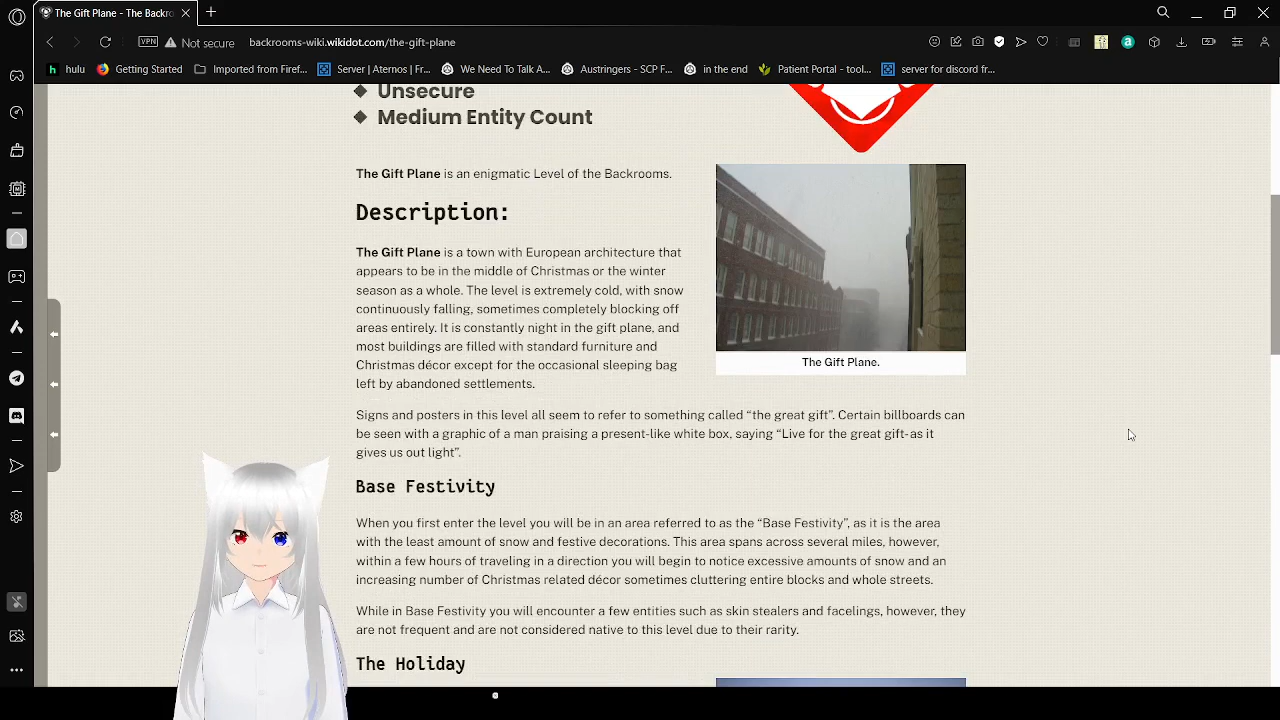 The Gift Plane - The Backro
VPN
Not secure
backrooms-wiki.wikidot.com/the-gift-plane
hulu
Getting Started
Imported from Firef...
Server | Aternos | Fr...
We Need To Talk A...
Austringers - SCP F...
in the end
Patient Portal - tool...
server for discord fr...
Unsecure
Medium Entity Count
The Gift Plane is an enigmatic Level of the Backrooms.
Description:
The Gift Plane is a town with European architecture that
appears to be in the middle of Christmas or the winter
season as a whole. The level is extremely cold, with snow
continuously falling, sometimes completely blocking off
areas entirely. It is constantly night in the gift plane, and
most buildings are filled with standard furniture and
Christmas décor except for the occasional sleeping bag
left by abandoned settlements.
The Gift Plane.
Signs and posters in this level all seem to refer to something called “the great gift”. Certain billboards can
be seen with a graphic of a man praising a present-like white box, saying “Live for the great gift- as it
gives us out light”.
Base Festivity
When you first enter the level you will be in an area referred to as the “Base Festivity”, as it is the area
with the least amount of snow and festive decorations. This area spans across several miles, however,
within a few hours of traveling in a direction you will begin to notice excessive amounts of snow and an
increasing number of Christmas related décor sometimes cluttering entire blocks and whole streets.
While in Base Festivity you will encounter a few entities such as skin stealers and facelings, however, they
are not frequent and are not considered native to this level due to their rarity.
The Holiday